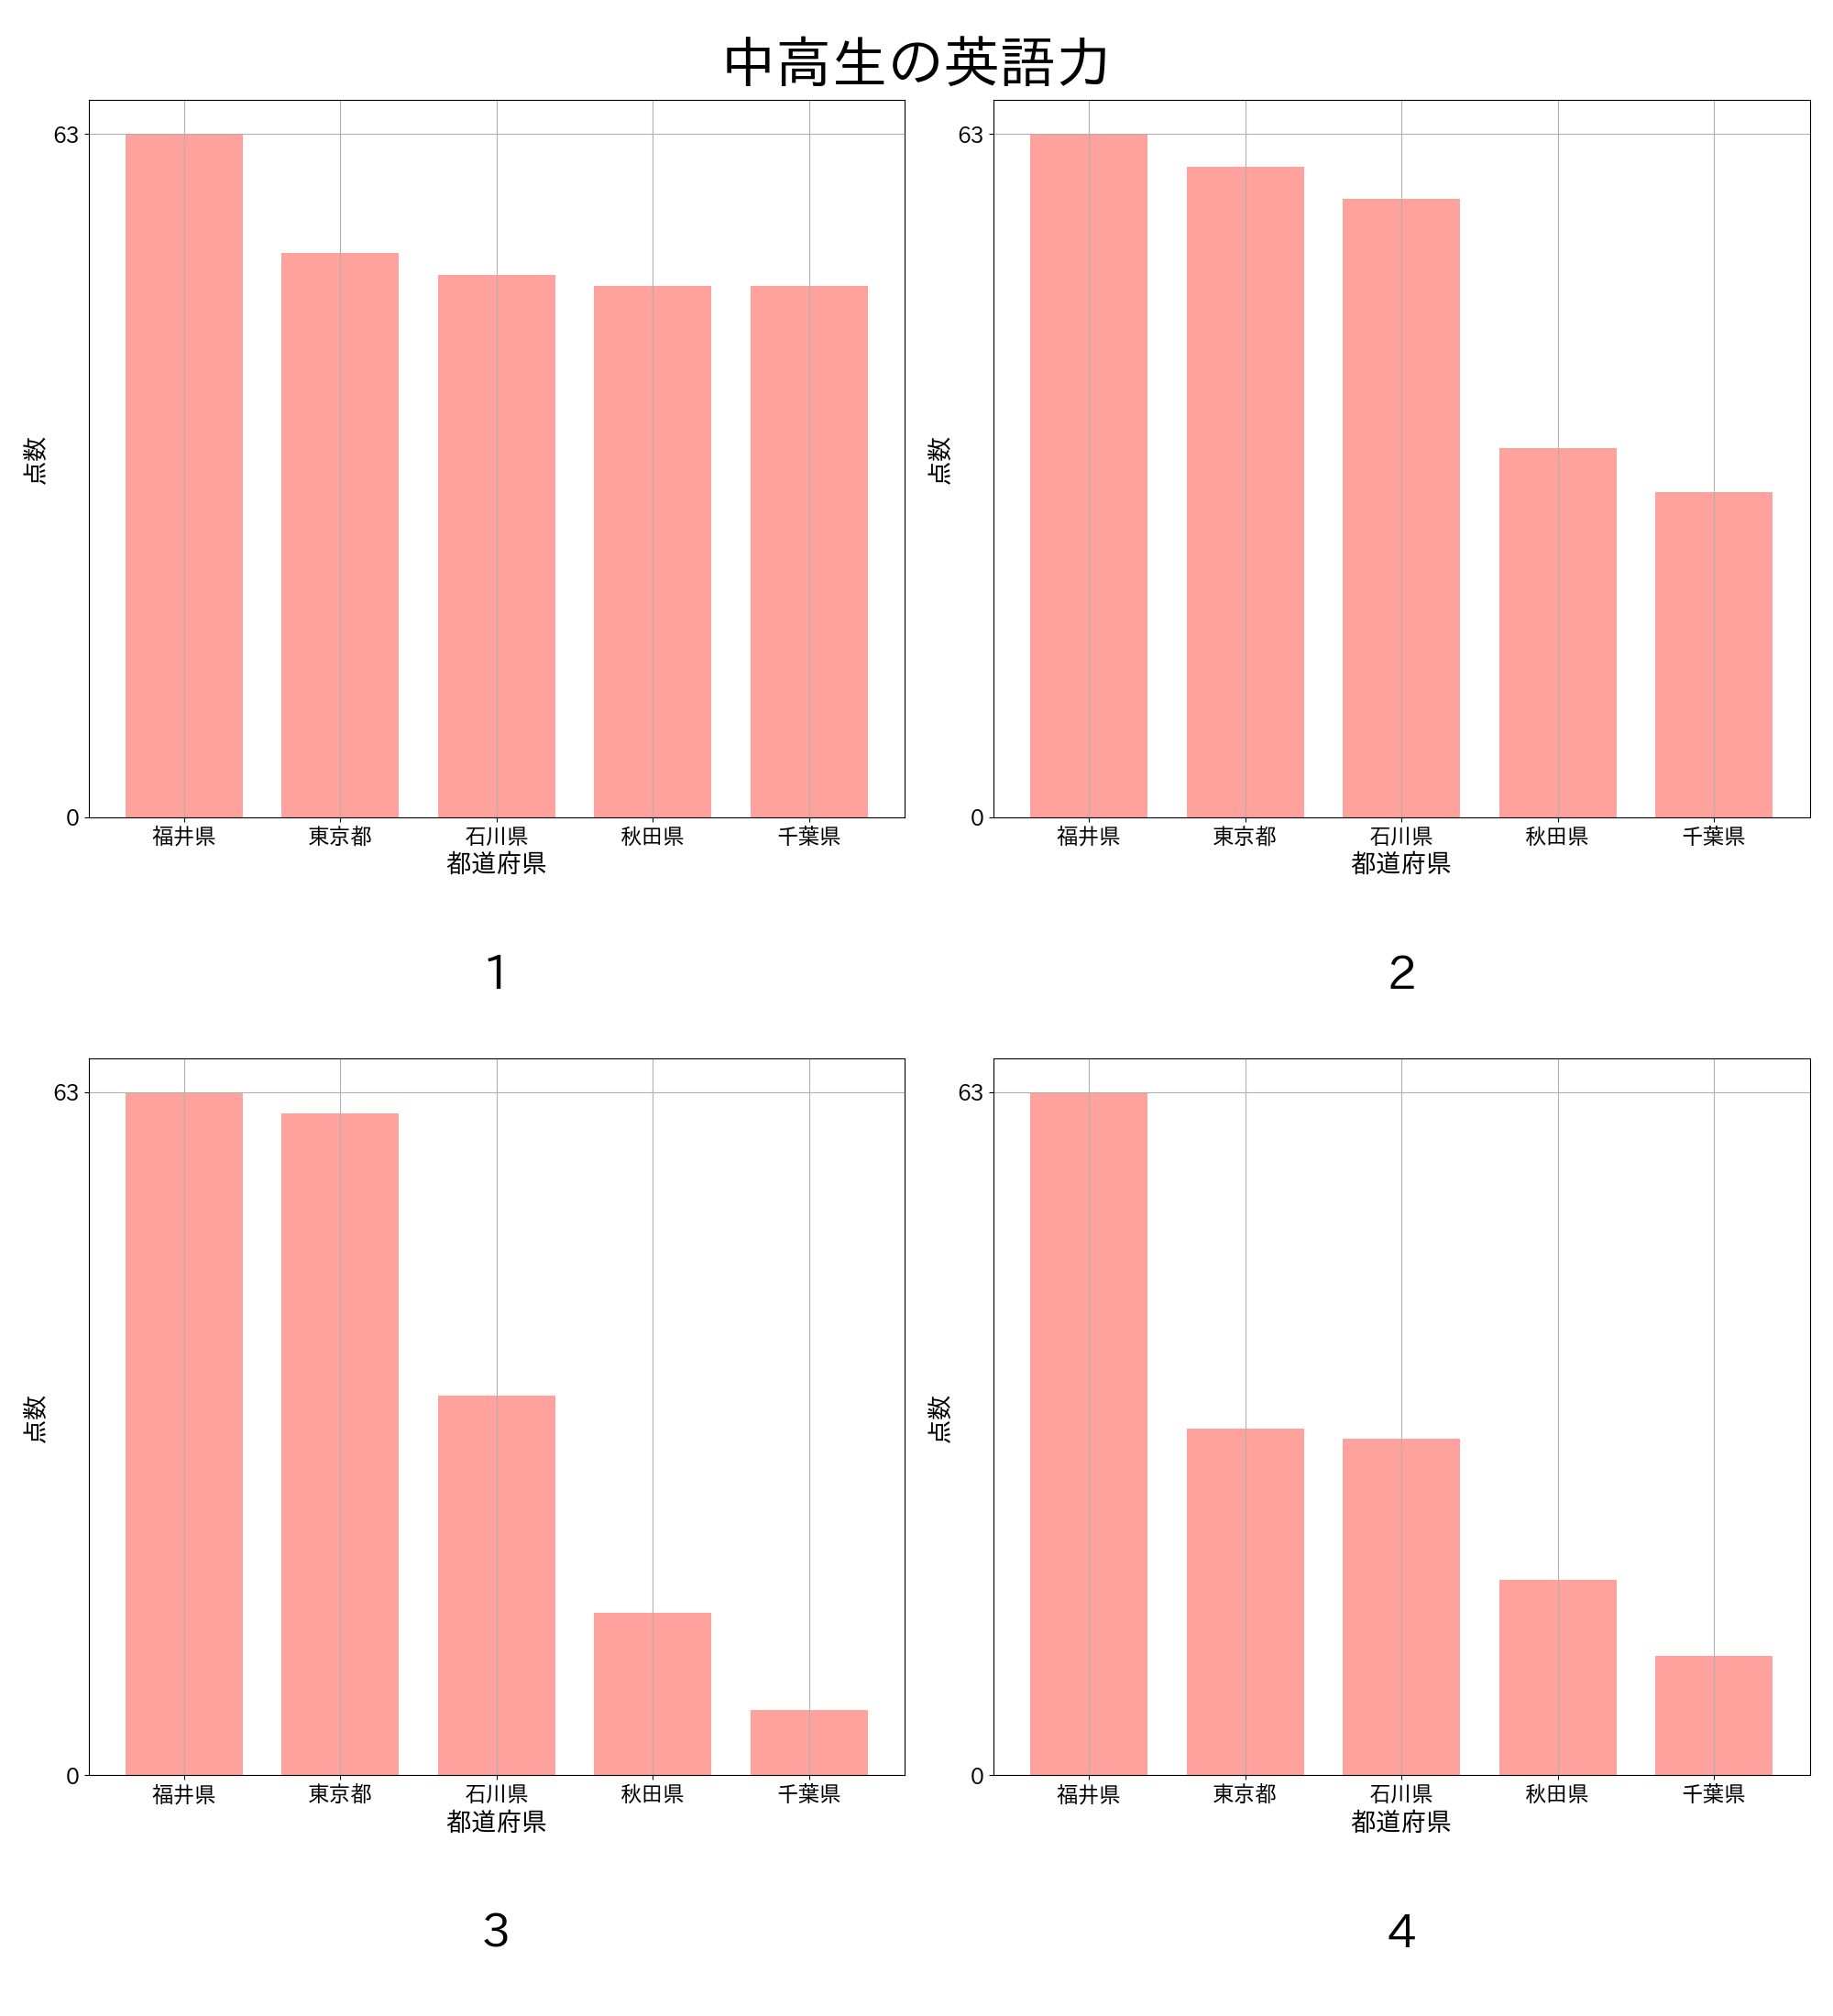 中高生の英語力
63
0
点数
福井県 東京都 石川県 秋田県 千葉県
都道府県
1
63
0
点数
福井県 東京都 石川県 秋田県 千葉県
都道府県
2
63
0
点数
福井県 東京都 石川県 秋田県 千葉県
都道府県
3
63
0
点数
福井県 東京都 石川県 秋田県 千葉県
都道府県
4